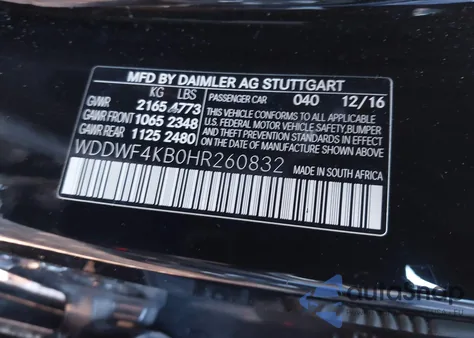 MFD BY DAIMLER AG STUTTGART
KG LBS PASSENGER CAR 040 12/16
GVWR 2165 4773 THIS VEHICLE CONFORMS TO ALL APPLICABLE
GAWR FRONT 1065 2348 U.S. FEDERAL MOTOR VEHICLE SAFETY,BUMPER
GAWR REAR 1125 2480 AND THEFT PREVENTION STANDARDS IN EFFECT
ON THE DATE OF MANUFACTURE SHOWN ABOVE.
WDDWF4KB0HR260832 MADE IN SOUTH AFRICA
autosnap